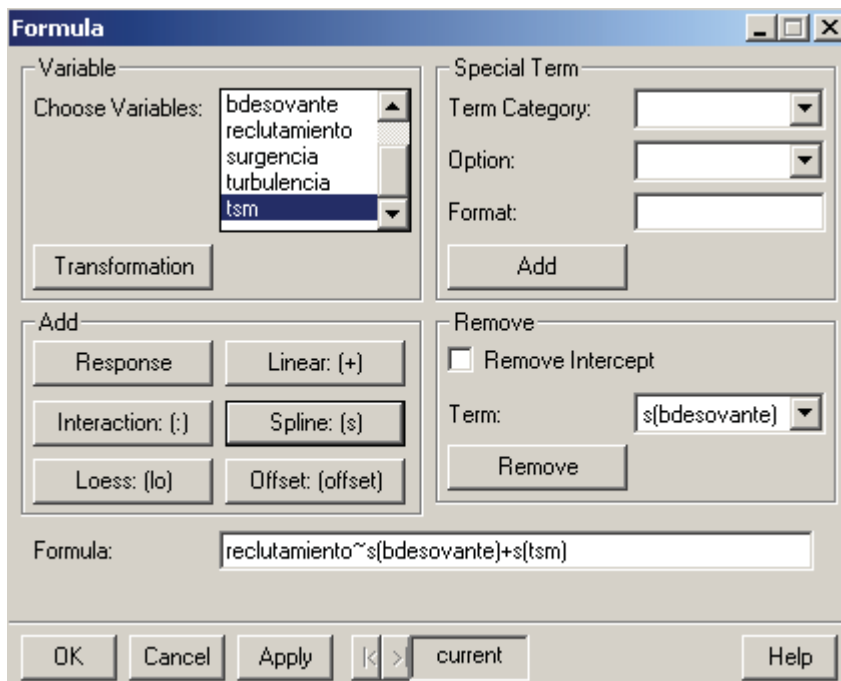 Formula
Variable
Choose Variables:
bdesovante
reclutamiento
surgencia
turbulencia
tsm
Transformation
Special Term
Term Category:
Option:
Format:
Add
Add
Response
Linear: (+)
Interaction: (:)
Spline: (s)
Loess: (lo)
Offset: (offset)
Remove
Remove Intercept
Term:
s(bdesovante)
Remove
Formula:
reclutamiento~s(bdesovante)+s(tsm)
OK
Cancel
Apply
current
Help